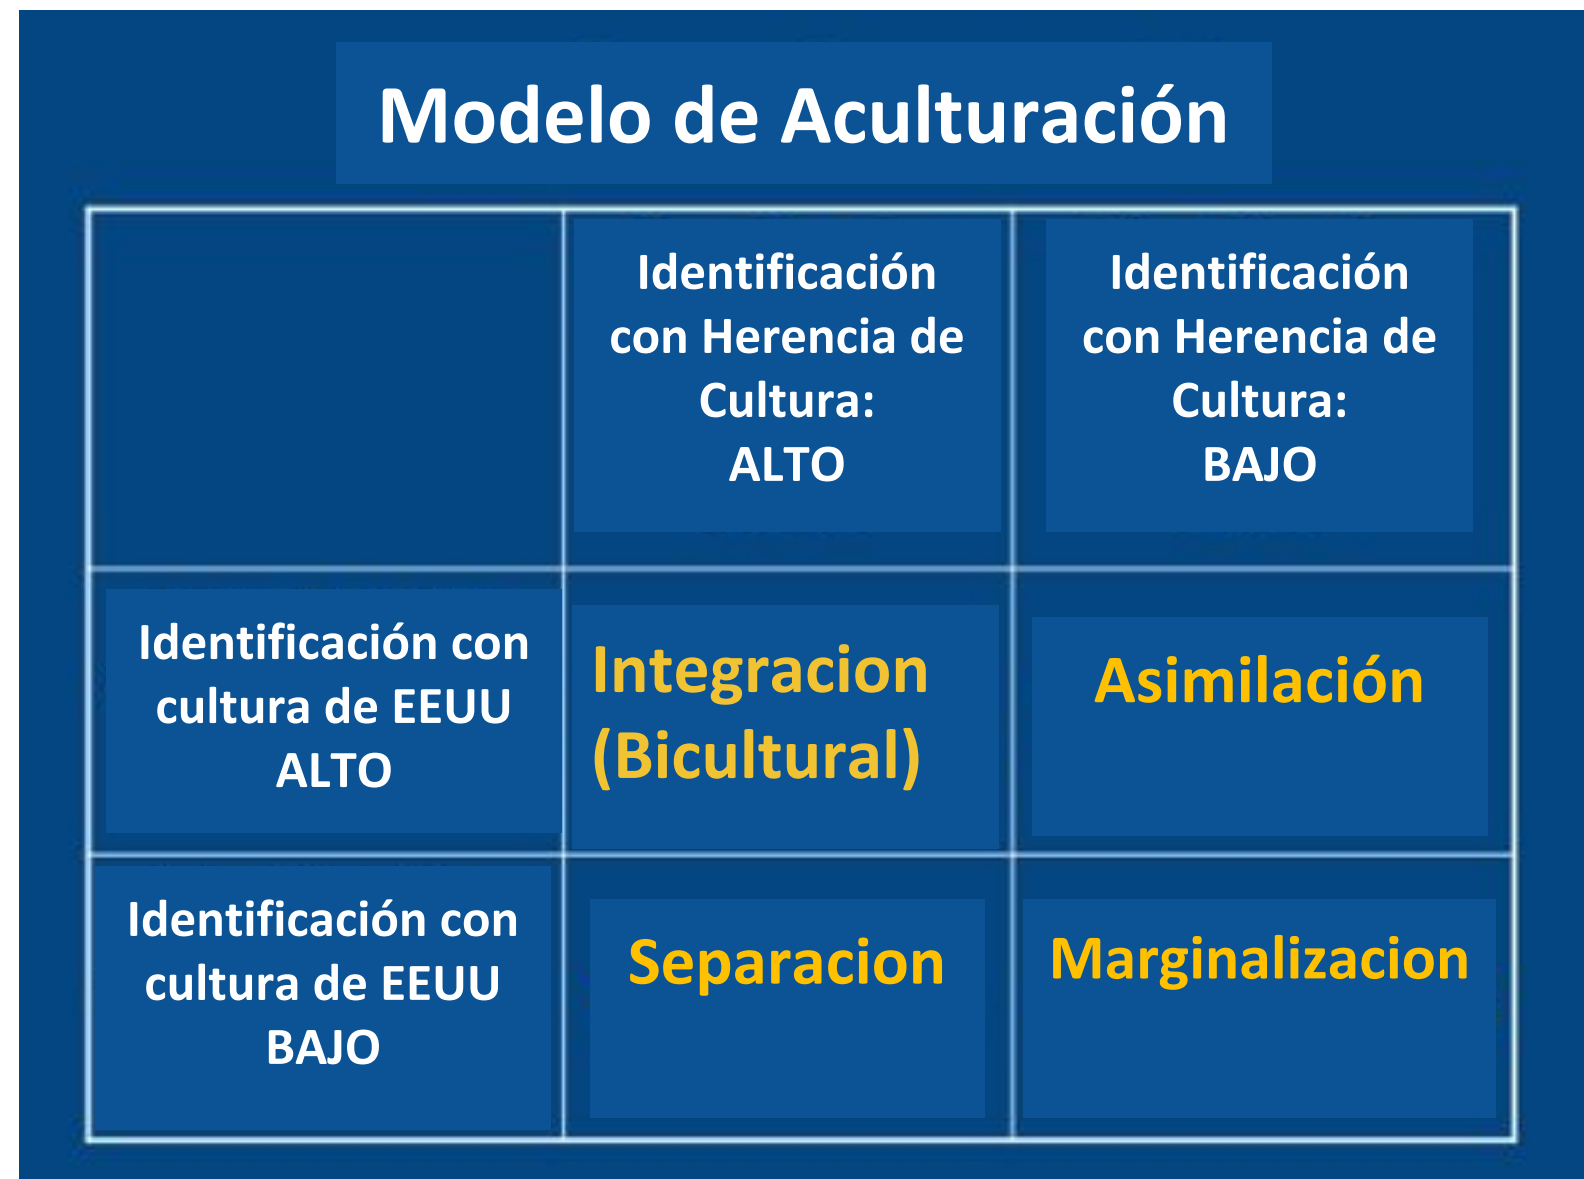 Modelo de Aculturación
Identificación
con Herencia de
Cultura:
ALTO
Identificación
con Herencia de
Cultura:
BAJO
Identificación con
cultura de EEUU
ALTO
Integracion
(Bicultural)
Asimilación
Identificación con
cultura de EEUU
BAJO
Separacion
Marginalizacion